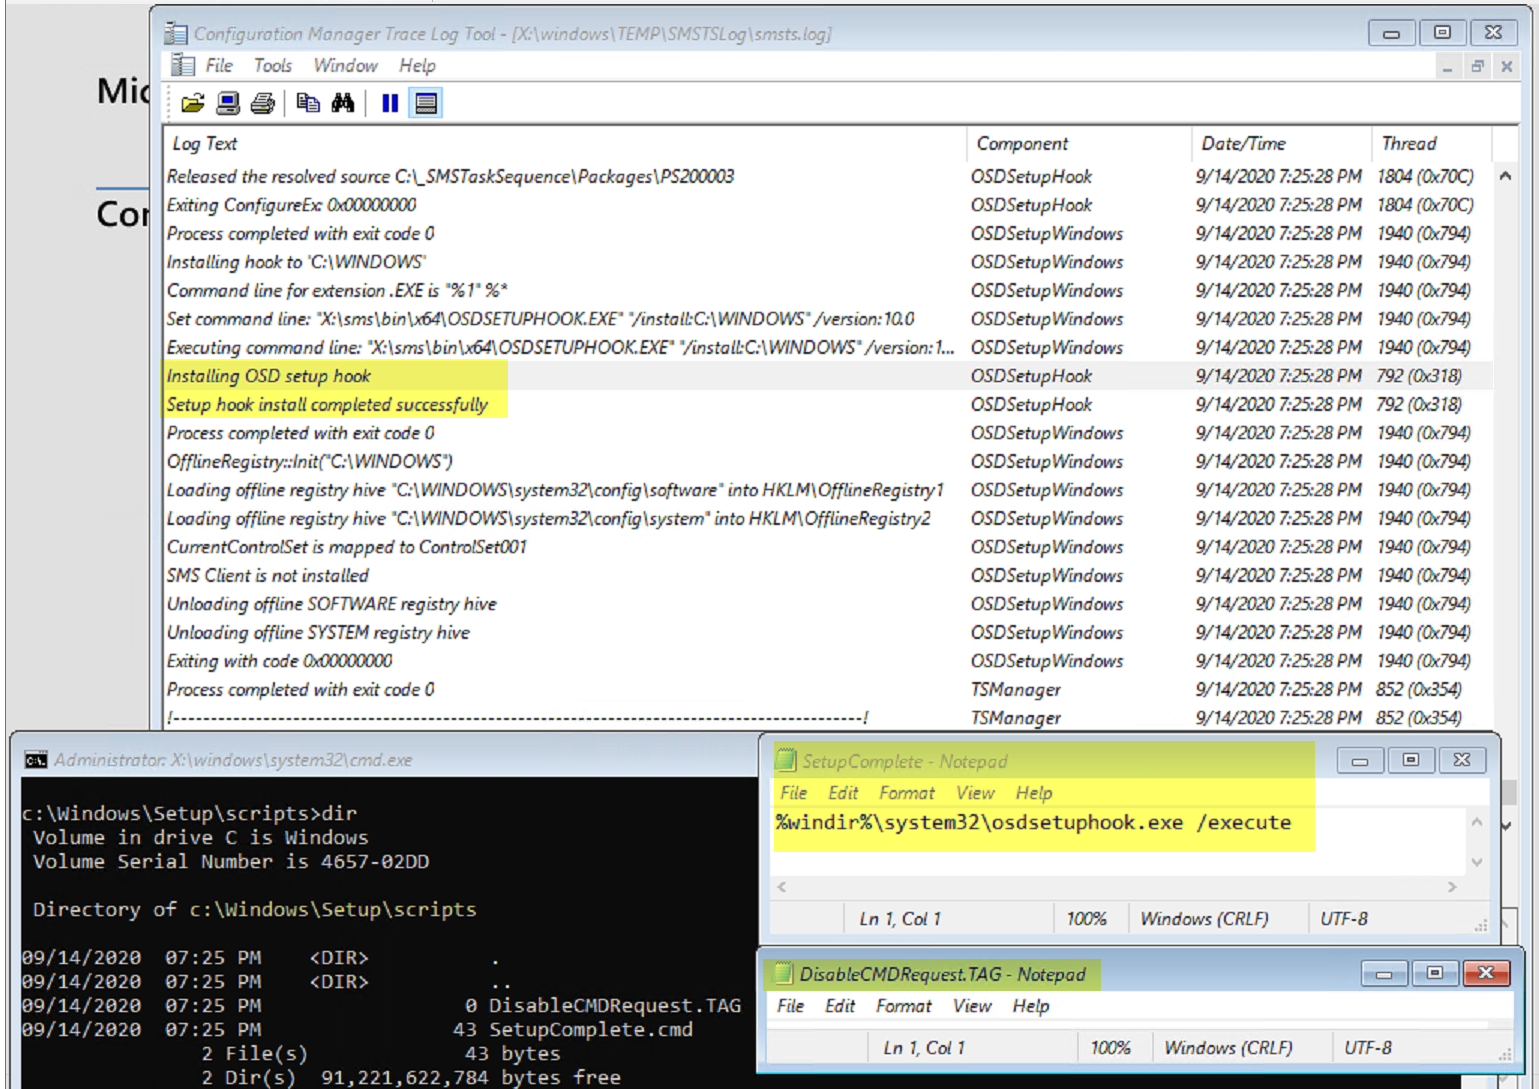 Configuration Manager Trace Log Tool - [X:\windows\TEMP\SMSTSLog\smsts.log]
File Tools Window Help
Mic
Cor
Log Text Component Date/Time Thread
Released the resolved source C:\_SMSTaskSequence\Packages\PS200003 OSDSetupHook 9/14/2020 7:25:28 PM 1804 (0x70C)
Exiting ConfigureEx: 0x00000000 OSDSetupHook 9/14/2020 7:25:28 PM 1804 (0x70C)
Process completed with exit code 0 OSDSetupWindows 9/14/2020 7:25:28 PM 1940 (0x794)
Installing hook to 'C:\WINDOWS' OSDSetupWindows 9/14/2020 7:25:28 PM 1940 (0x794)
Command line for extension .EXE is "%1" %* OSDSetupWindows 9/14/2020 7:25:28 PM 1940 (0x794)
Set command line: "X:\sms\bin\x64\OSDSETUPHOOK.EXE" "/install:C:\WINDOWS" /version:10.0 OSDSetupWindows 9/14/2020 7:25:28 PM 1940 (0x794)
Executing command line: "X:\sms\bin\x64\OSDSETUPHOOK.EXE" "/install:C:\WINDOWS" /version:1... OSDSetupWindows 9/14/2020 7:25:28 PM 1940 (0x794)
Installing OSD setup hook OSDSetupHook 9/14/2020 7:25:28 PM 792 (0x318)
Setup hook install completed successfully OSDSetupHook 9/14/2020 7:25:28 PM 792 (0x318)
Process completed with exit code 0 OSDSetupWindows 9/14/2020 7:25:28 PM 1940 (0x794)
OfflineRegistry::Init("C:\WINDOWS") OSDSetupWindows 9/14/2020 7:25:28 PM 1940 (0x794)
Loading offline registry hive "C:\WINDOWS\system32\config\software" into HKLM\OfflineRegistry1 OSDSetupWindows 9/14/2020 7:25:28 PM 1940 (0x794)
Loading offline registry hive "C:\WINDOWS\system32\config\system" into HKLM\OfflineRegistry2 OSDSetupWindows 9/14/2020 7:25:28 PM 1940 (0x794)
CurrentControlSet is mapped to ControlSet001 OSDSetupWindows 9/14/2020 7:25:28 PM 1940 (0x794)
SMS Client is not installed OSDSetupWindows 9/14/2020 7:25:28 PM 1940 (0x794)
Unloading offline SOFTWARE registry hive OSDSetupWindows 9/14/2020 7:25:28 PM 1940 (0x794)
Unloading offline SYSTEM registry hive OSDSetupWindows 9/14/2020 7:25:28 PM 1940 (0x794)
Exiting with code 0x00000000 OSDSetupWindows 9/14/2020 7:25:28 PM 1940 (0x794)
Process completed with exit code 0 TSManager 9/14/2020 7:25:28 PM 852 (0x354)
!--------------------------------------------------------------------------------------------! TSManager 9/14/2020 7:25:28 PM 852 (0x354)
Administrator: X:\windows\system32\cmd.exe
c:\Windows\Setup\scripts>dir
Volume in drive C is Windows
Volume Serial Number is 4657-02DD
Directory of c:\Windows\Setup\scripts
09/14/2020 07:25 PM <DIR> .
09/14/2020 07:25 PM <DIR> ..
09/14/2020 07:25 PM 0 DisableCMDRequest.TAG
09/14/2020 07:25 PM 43 SetupComplete.cmd
2 File(s) 43 bytes
2 Dir(s) 91,221,622,784 bytes free
SetupComplete - Notepad
File Edit Format View Help
%windir%\system32\osdsetuphook.exe /execute
Ln 1, Col 1 100% Windows (CRLF) UTF-8
DisableCMDRequest.TAG - Notepad
File Edit Format View Help
Ln 1, Col 1 100% Windows (CRLF) UTF-8